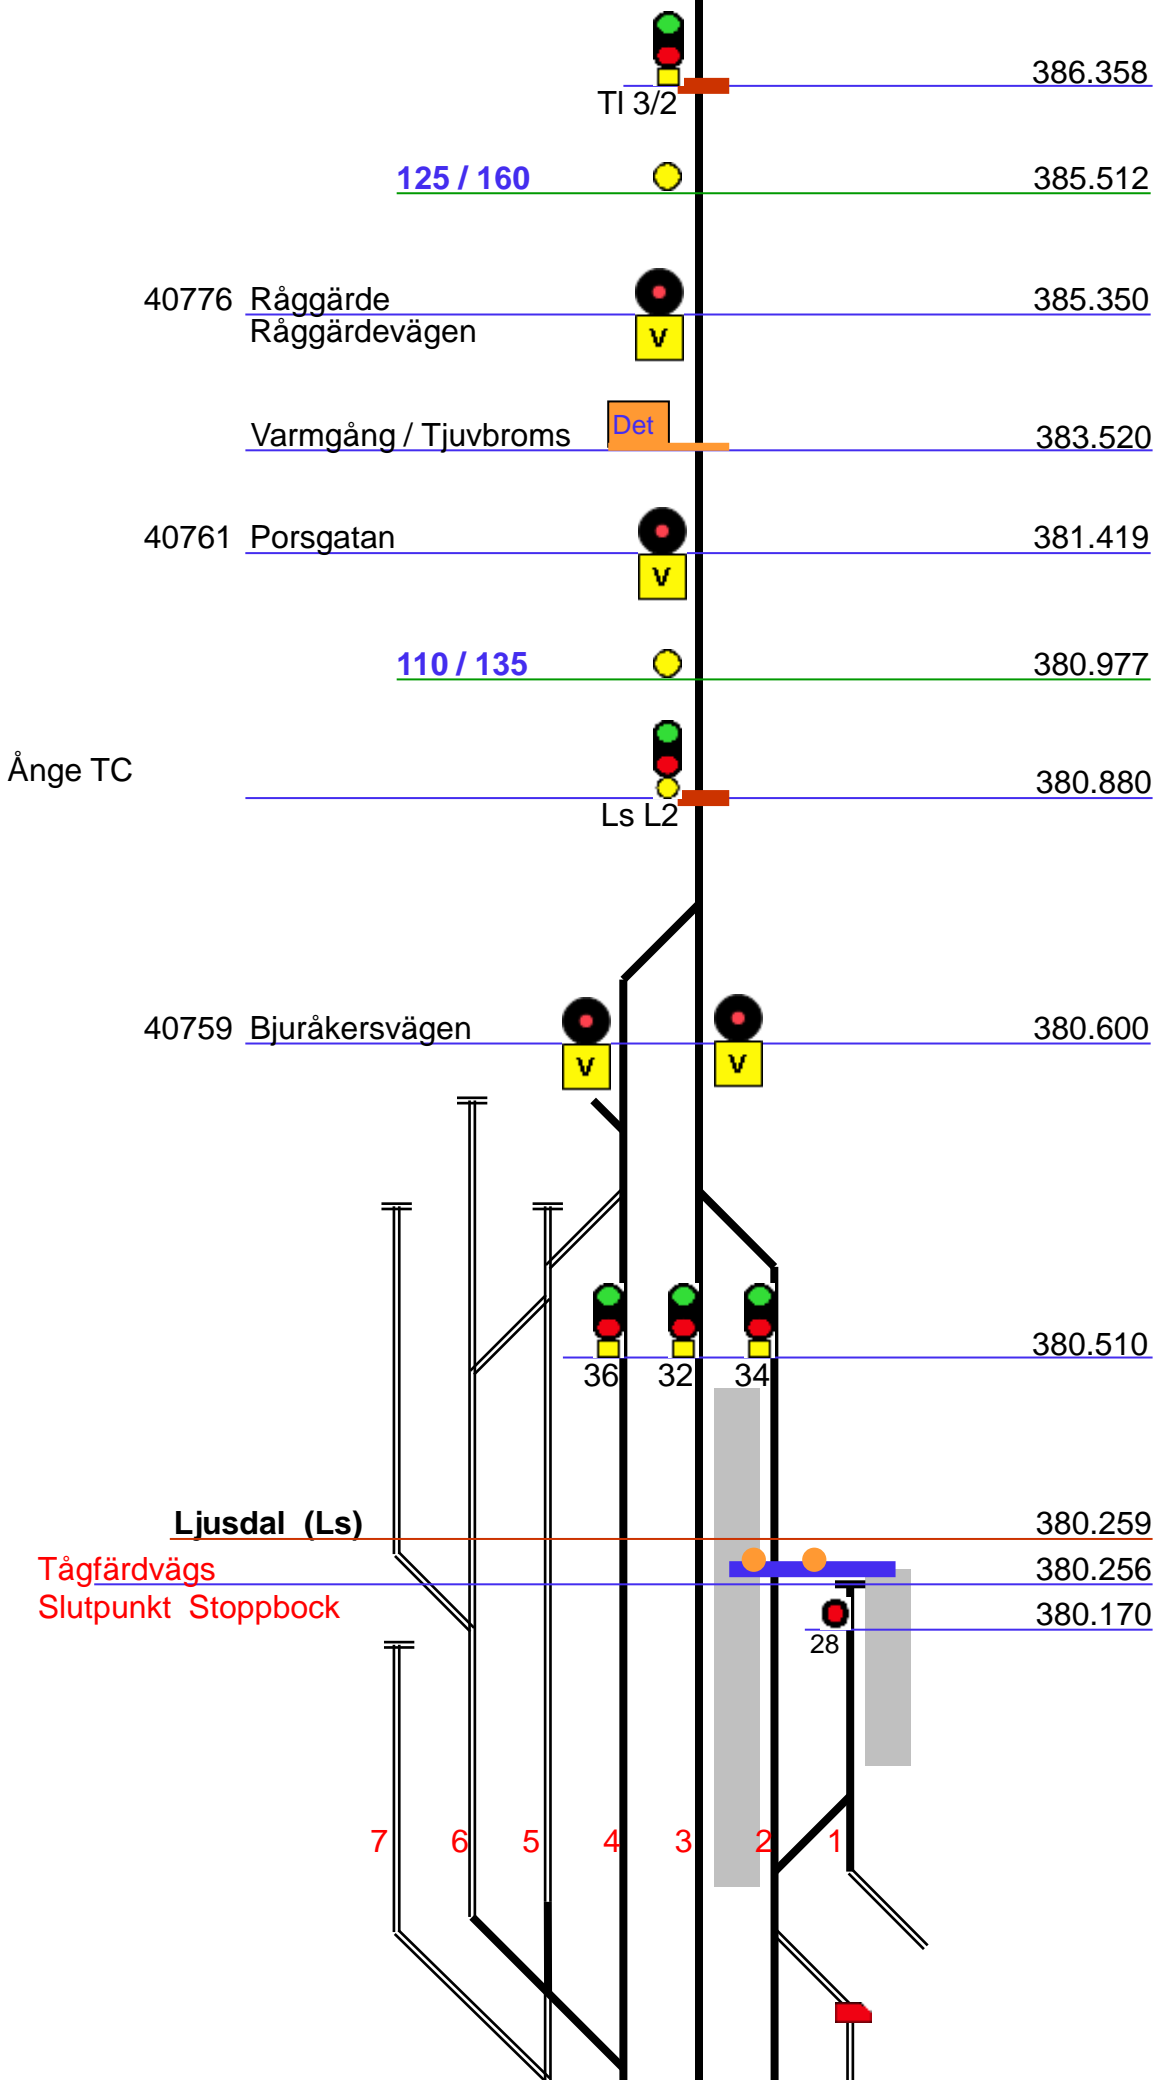 386.358
Tl 3/2
125 / 160 385.512
40776 Råggärde 385.350
Råggärdevägen
V
Varmgång / Tjuvbroms Det 383.520
40761 Porsgatan 381.419
V
110 / 135 380.977
Ånge TC 380.880
Ls L2
40759 Bjuråkersvägen 380.600
V V
380.510
36 32 34
Ljusdal (Ls) 380.259
Tågfärdvägs 380.256
Slutpunkt Stoppbock 380.170
28
7 6 5 4 3 2 1